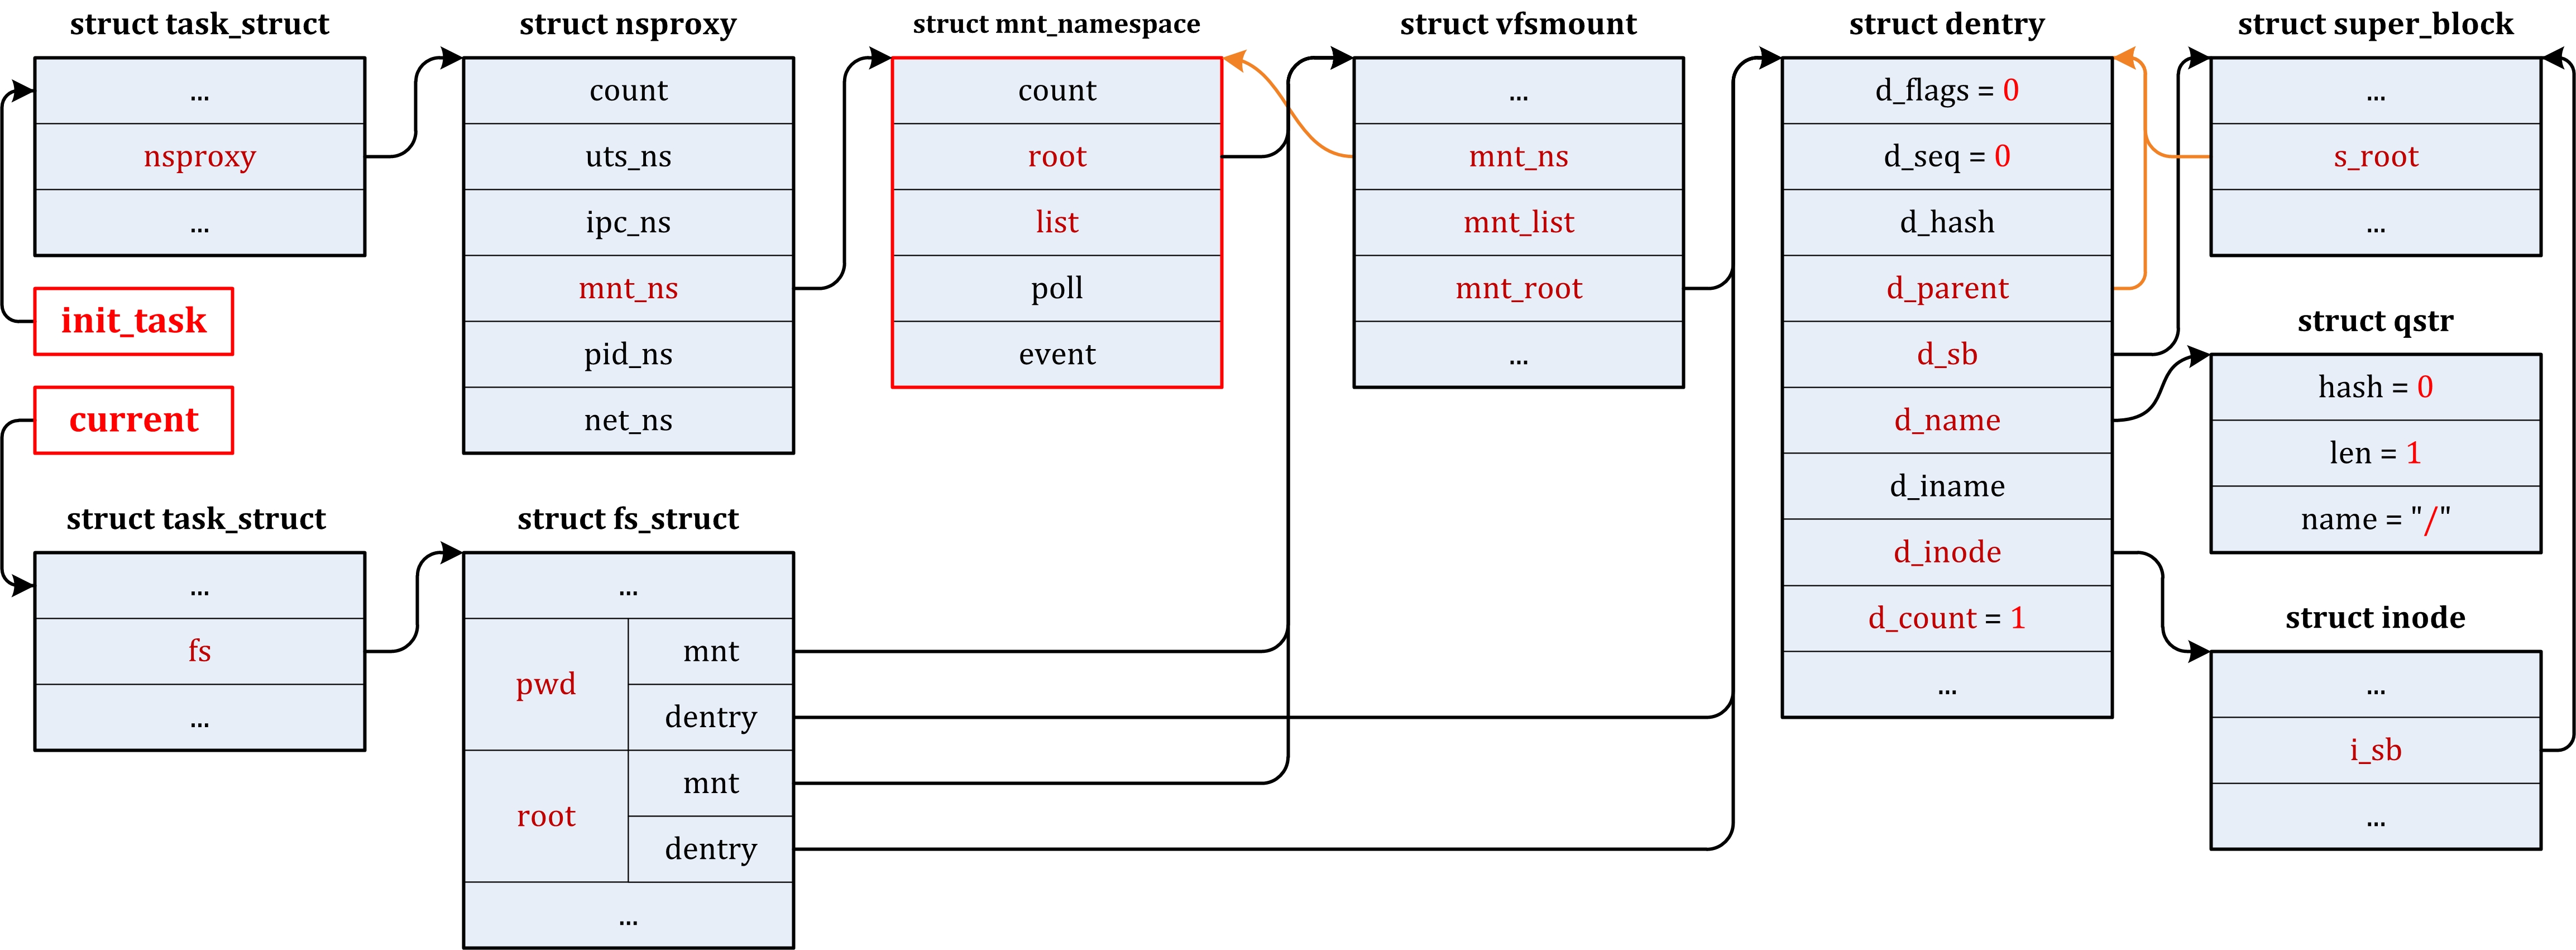 struct task_struct
...
nsproxy
...
init_task
current
struct task_struct
...
fs
...
struct nsproxy
count
uts_ns
ipc_ns
mnt_ns
pid_ns
net_ns
struct fs_struct
...
pwd
mnt
dentry
root
mnt
dentry
...
struct mnt_namespace
count
root
list
poll
event
struct vfsmount
...
mnt_ns
mnt_list
mnt_root
...
struct dentry
d_flags = 0
d_seq = 0
d_hash
d_parent
d_sb
d_name
d_iname
d_inode
d_count = 1
...
struct super_block
...
s_root
...
struct qstr
hash = 0
len = 1
name = "/"
struct inode
...
i_sb
...